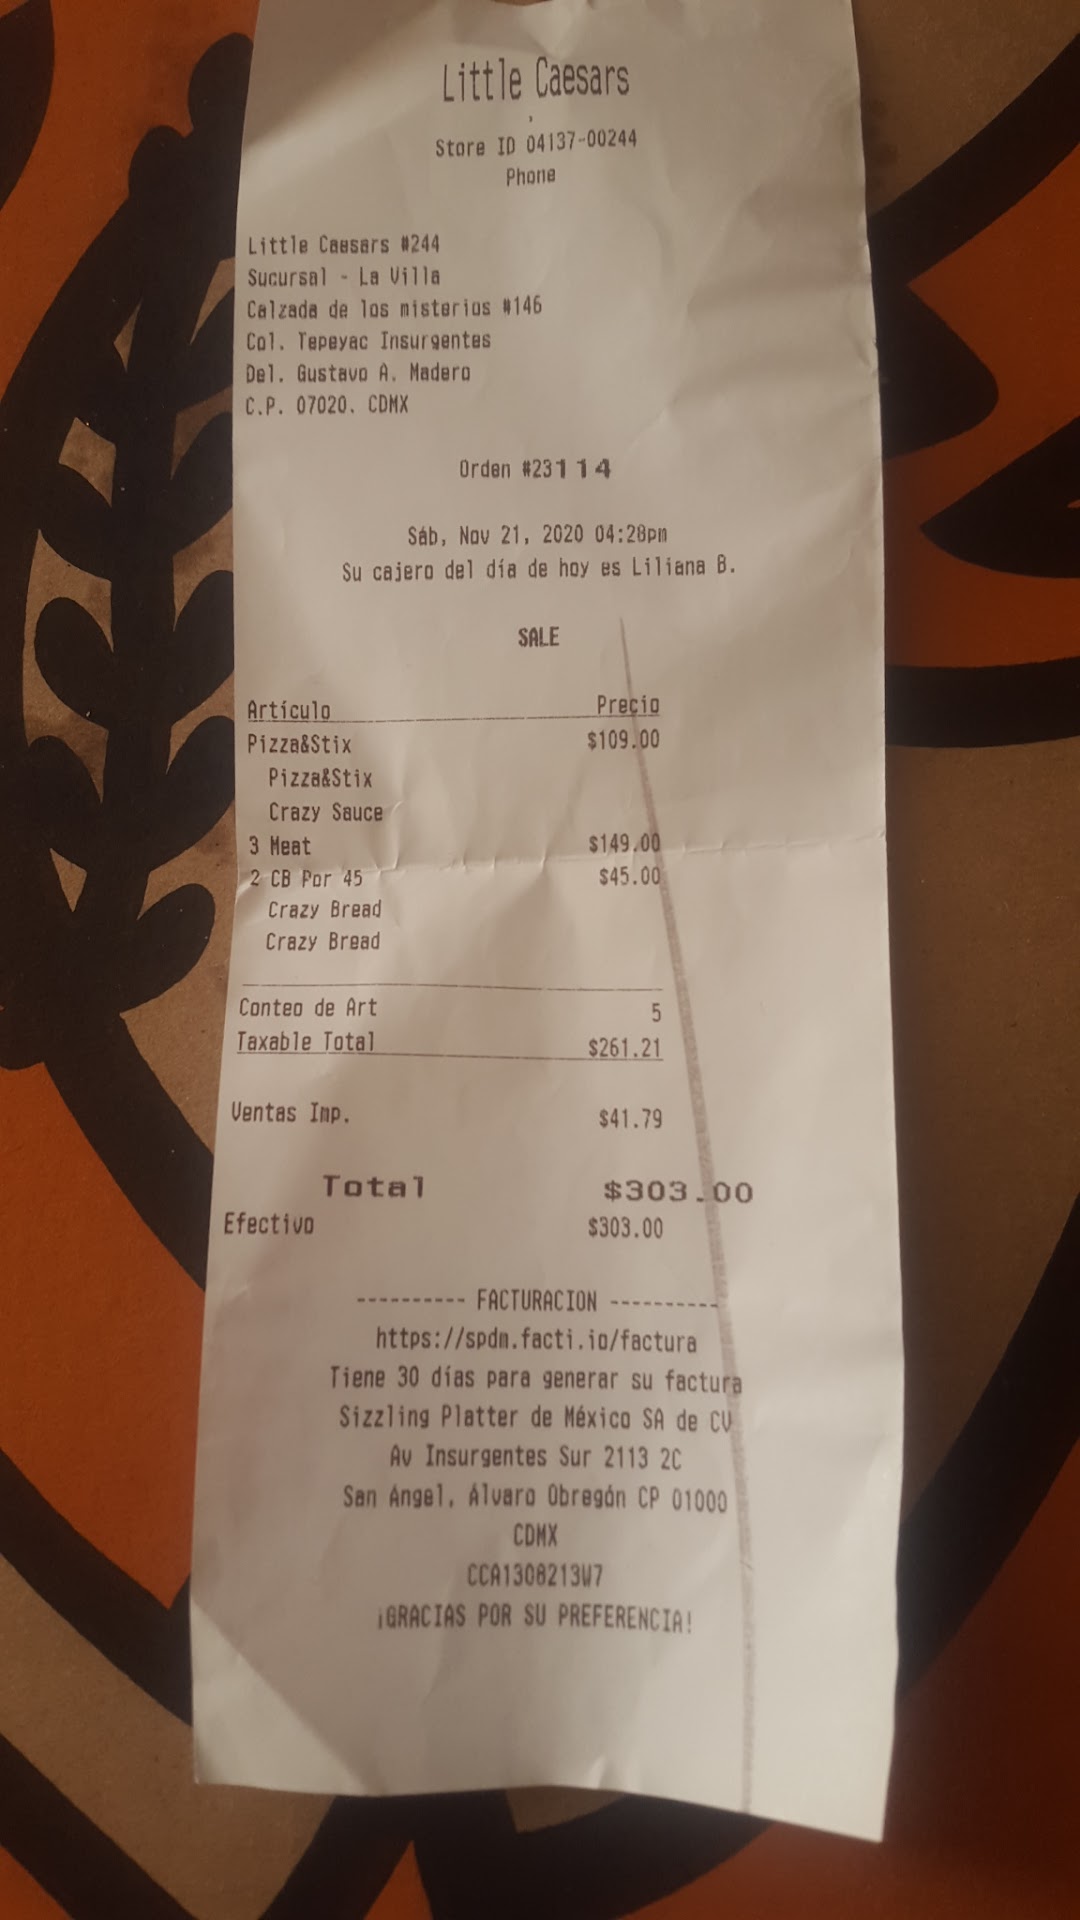 Little Caesars
Store ID 04137-00244
Phone
Little Caesars #244
Sucursal - La Villa
Calzada de los misterios #146
Col. Tepeyac Insurgentes
Del. Gustavo A. Madero
C.P. 07020. CDMX
Orden #23114
Sáb, Nov 21, 2020 04:28pm
Su cajero del día de hoy es Liliana B.
SALE
Artículo Precio
Pizza&Stix $109.00
Pizza&Stix
Crazy Sauce
3 Meat $149.00
2 CB Por 45 $45.00
Crazy Bread
Crazy Bread
Conteo de Art 5
Taxable Total $261.21
Ventas Imp. $41.79
Total $303.00
Efectivo $303.00
---------- FACTURACION ----------
https://spdm.facti.io/factura
Tiene 30 días para generar su factura
Sizzling Platter de México SA de CV
Av Insurgentes Sur 2113 2C
San Ángel, Álvaro Obregón CP 01000
CDMX
CCA1308213W7
¡GRACIAS POR SU PREFERENCIA!